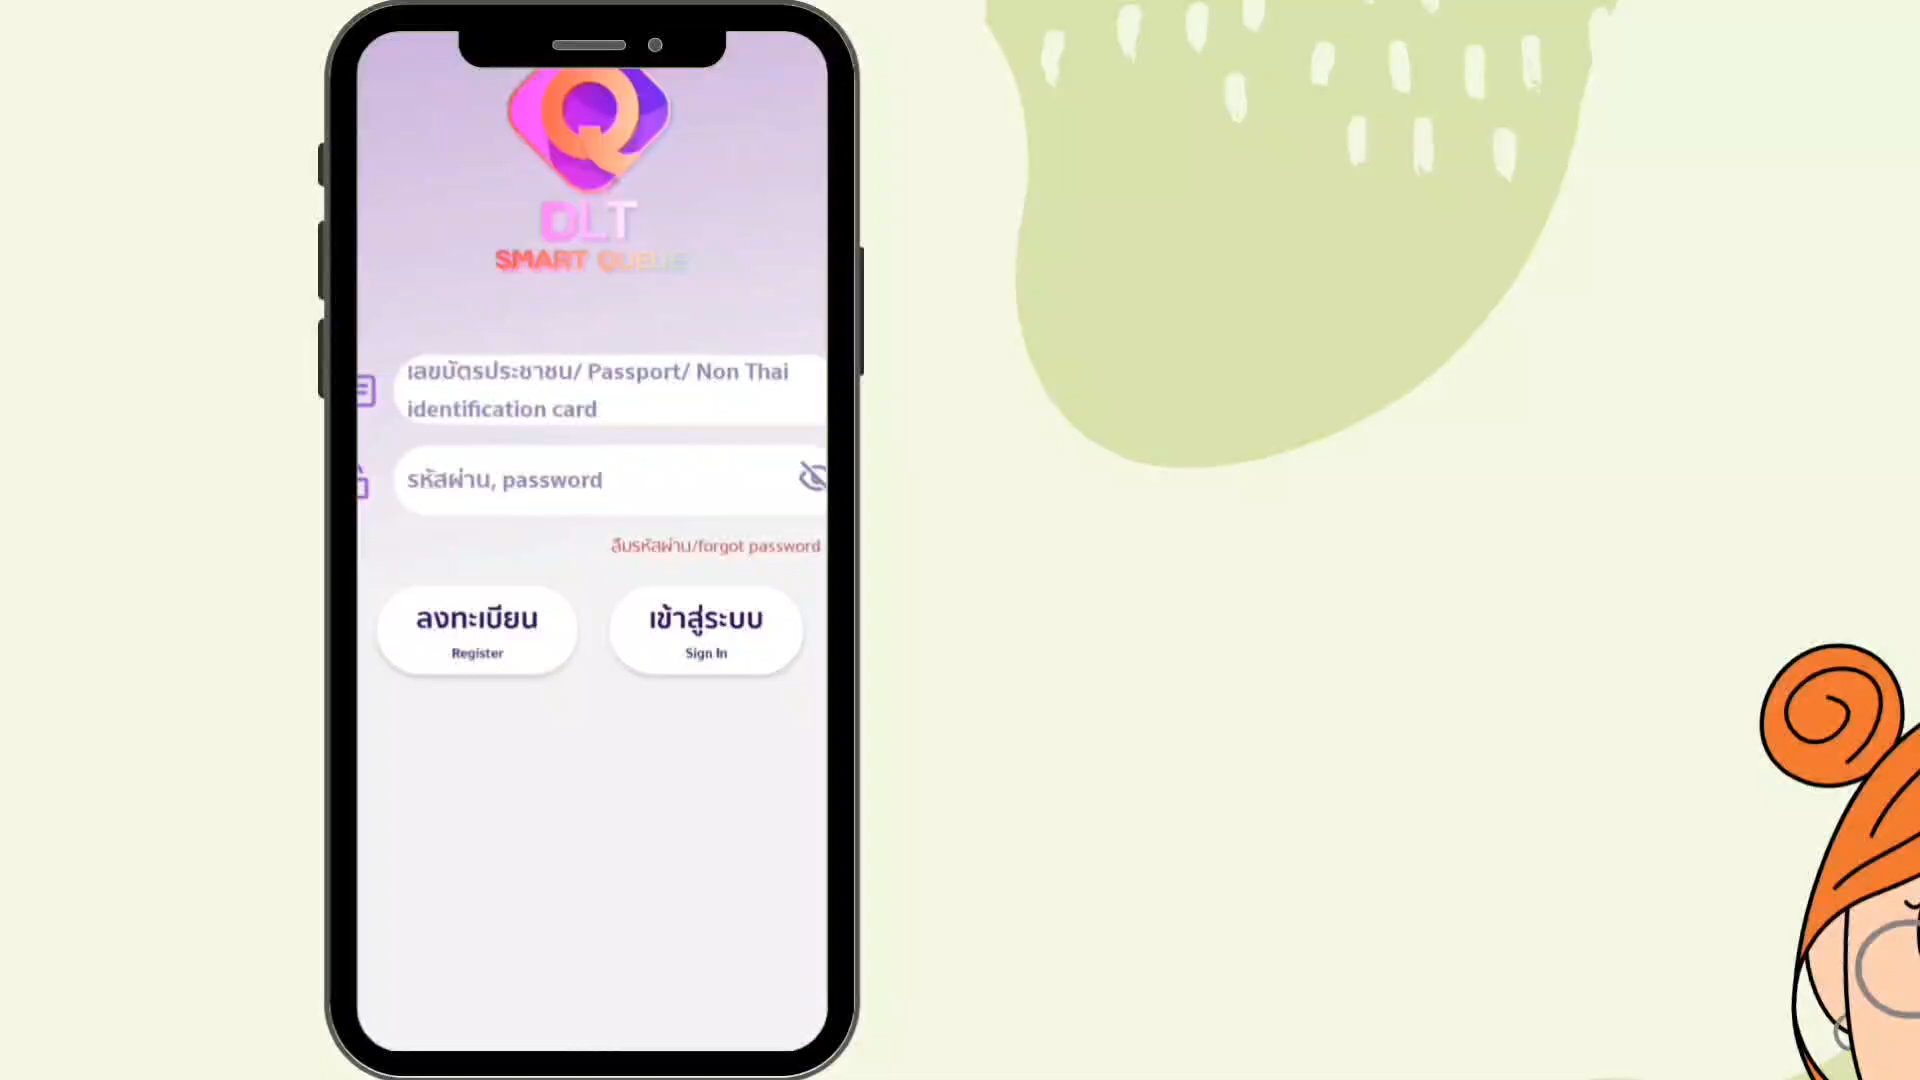 DLT
SMART QUEUE
เลขบัตรประชาชน/ Passport/ Non Thai
identification card
รหัสผ่าน, password
ลืมรหัสผ่าน/forgot password
ลงทะเบียน
Register
เข้าสู่ระบบ
Sign In